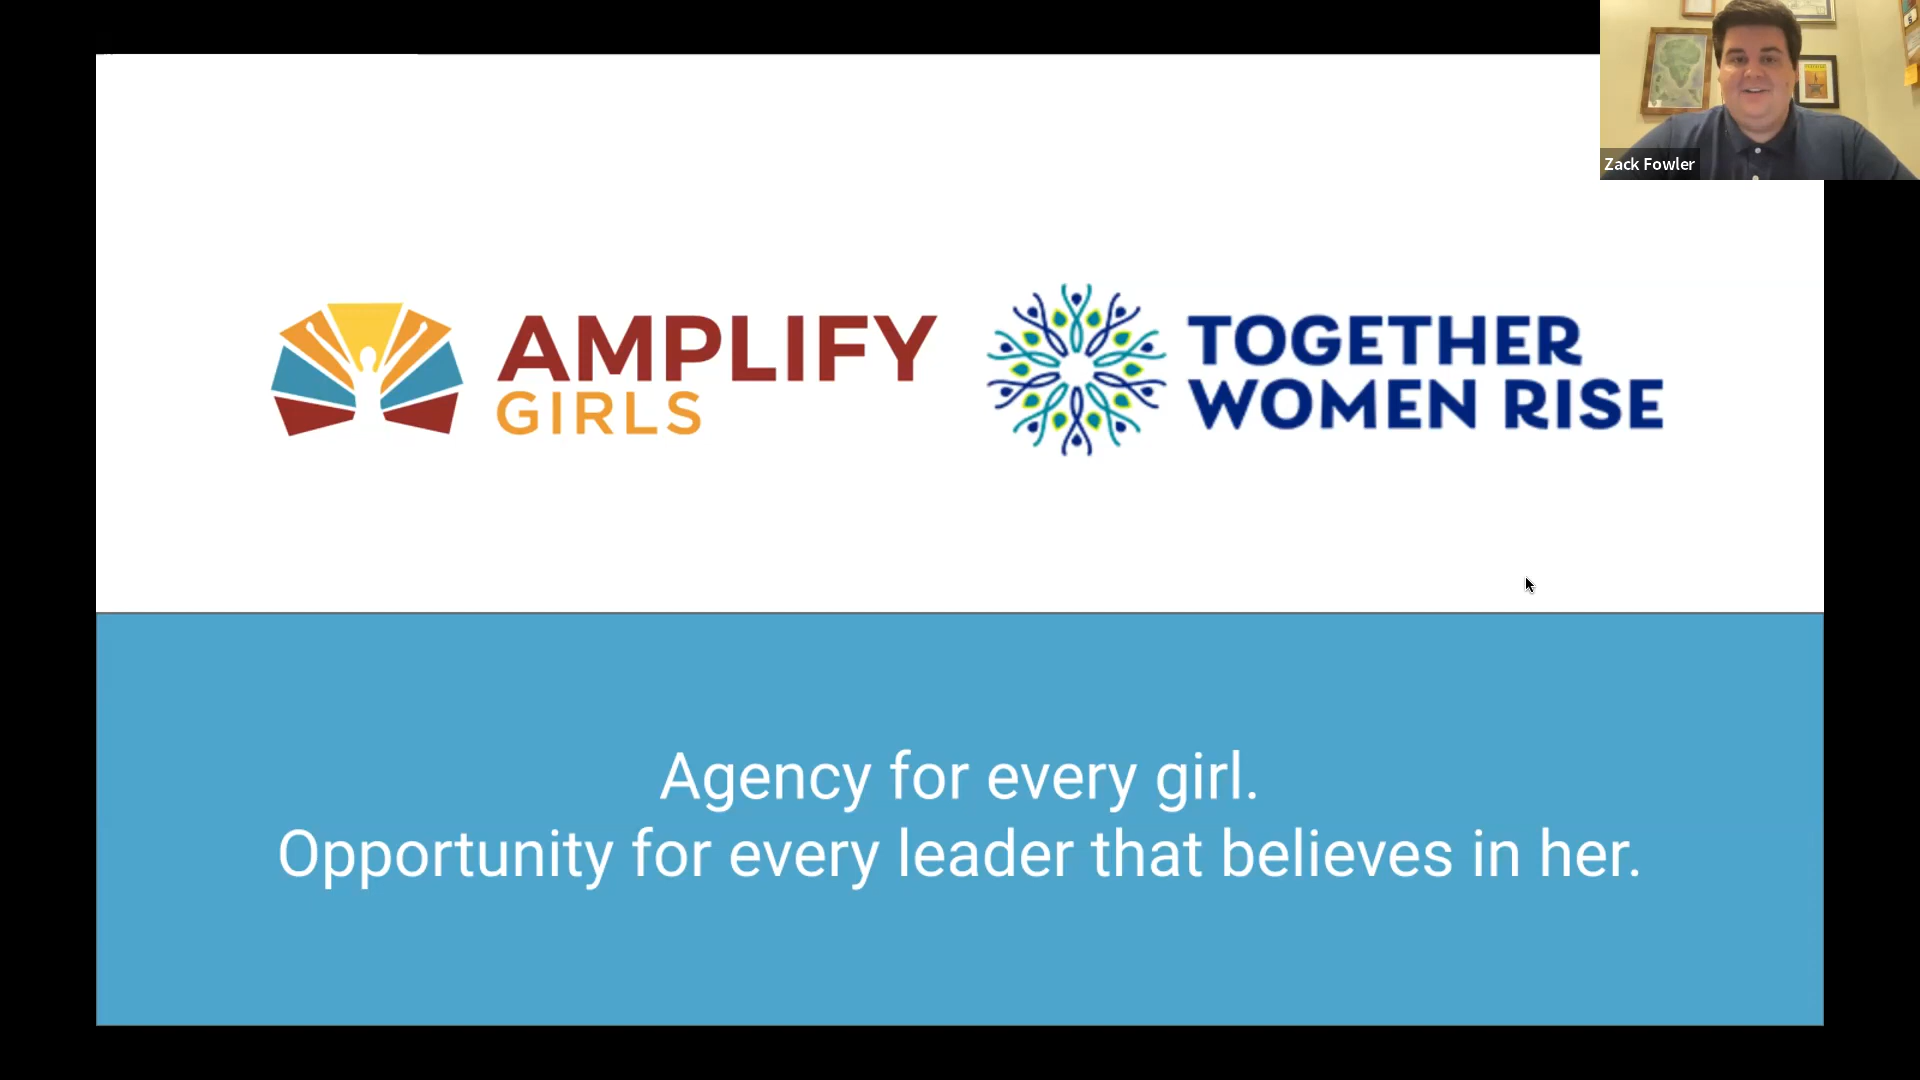 Zack Fowler
AMPLIFY
GIRLS
TOGETHER
WOMEN RISE
Agency for every girl.
Opportunity for every leader that believes in her.